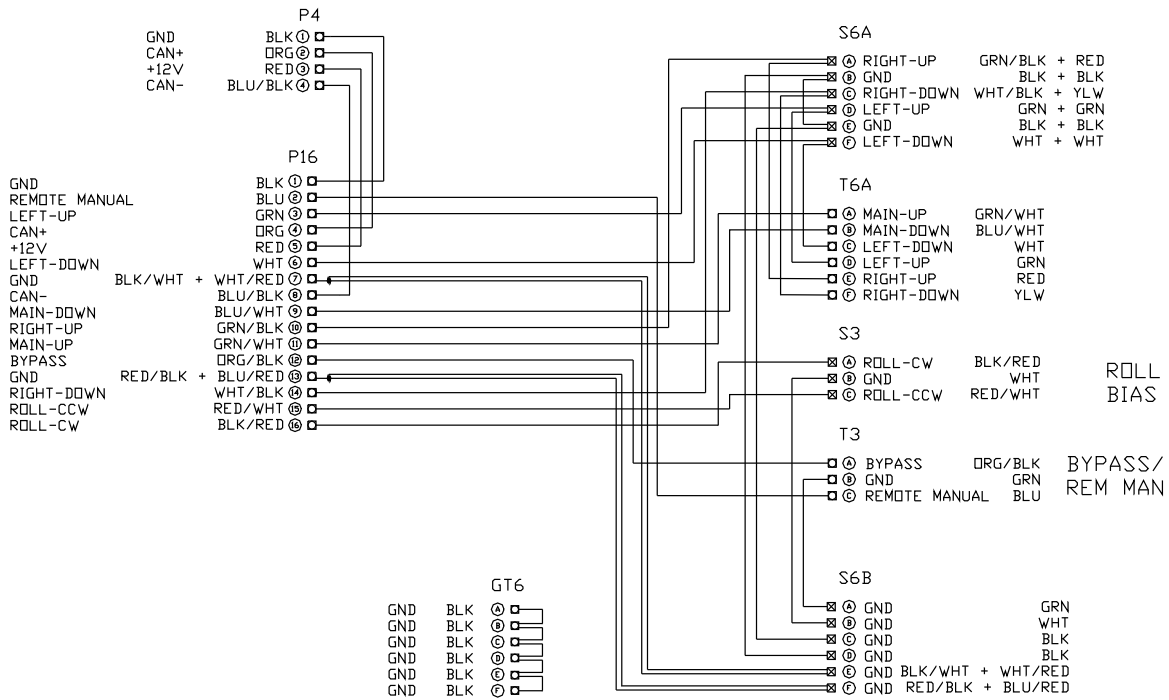 P4
GND BLK 1
CAN+ ORG 2
+12V RED 3
CAN- BLU/BLK 4
P16
GND BLK 1
REMOTE MANUAL BLU 2
LEFT-UP GRN 3
CAN+ ORG 4
+12V RED 5
LEFT-DOWN WHT 6
GND BLK/WHT + WHT/RED 7
CAN- BLU/BLK 8
MAIN-DOWN BLU/WHT 9
RIGHT-UP GRN/BLK 10
MAIN-UP GRN/WHT 11
BYPASS ORG/BLK 12
GND RED/BLK + BLU/RED 13
RIGHT-DOWN WHT/BLK 14
ROLL-CCW RED/WHT 15
ROLL-CW BLK/RED 16
GT6
GND BLK A
GND BLK B
GND BLK C
GND BLK D
GND BLK E
GND BLK F
S6A
A RIGHT-UP GRN/BLK + RED
B GND BLK + BLK
C RIGHT-DOWN WHT/BLK + YLW
D LEFT-UP GRN + GRN
E GND BLK + BLK
F LEFT-DOWN WHT + WHT
T6A
A MAIN-UP GRN/WHT
B MAIN-DOWN BLU/WHT
C LEFT-DOWN WHT
D LEFT-UP GRN
E RIGHT-UP RED
F RIGHT-DOWN YLW
S3
A ROLL-CW BLK/RED
B GND WHT
C ROLL-CCW RED/WHT
ROLL
BIAS
T3
A BYPASS ORG/BLK
B GND GRN
C REMOTE MANUAL BLU
BYPASS/
REM MAN
S6B
A GND GRN
B GND WHT
C GND BLK
D GND BLK
E GND BLK/WHT + WHT/RED
F GND RED/BLK + BLU/RED